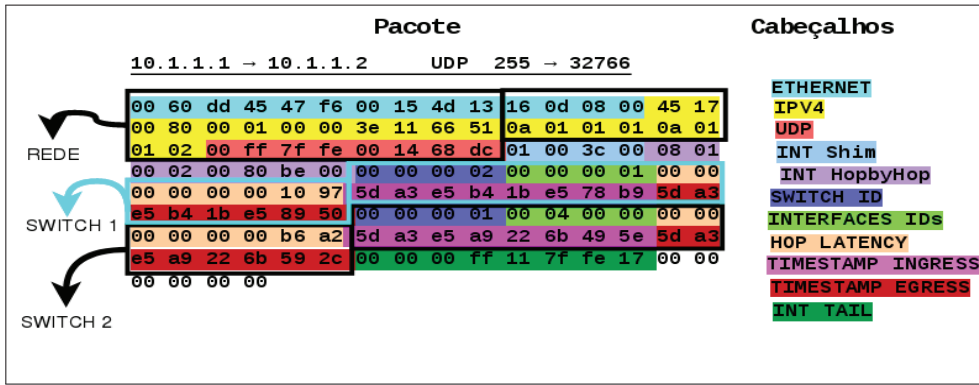 Pacote
Cabeçalhos
10.1.1.1 → 10.1.1.2 UDP 255 → 32766
00 60 dd 45 47 f6 00 15 4d 13 16 0d 08 00 45 17
00 80 00 01 00 00 3e 11 66 51 0a 01 01 01 0a 01
01 02 00 ff 7f fe 00 14 68 dc 01 00 3c 00 08 01
00 02 00 80 be 00 00 00 00 02 00 00 00 01 00 00
00 00 00 00 10 97 5d a3 e5 b4 1b e5 78 b9 5d a3
e5 b4 1b e5 89 50 00 00 00 01 00 04 00 00 00 00
00 00 00 00 b6 a2 5d a3 e5 a9 22 6b 49 5e 5d a3
e5 a9 22 6b 59 2c 00 00 00 ff 11 7f fe 17 00 00
00 00 00 00
REDE
SWITCH 1
SWITCH 2
ETHERNET
IPV4
UDP
INT Shim
INT HopbyHop
SWITCH ID
INTERFACES IDs
HOP LATENCY
TIMESTAMP INGRESS
TIMESTAMP EGRESS
INT TAIL